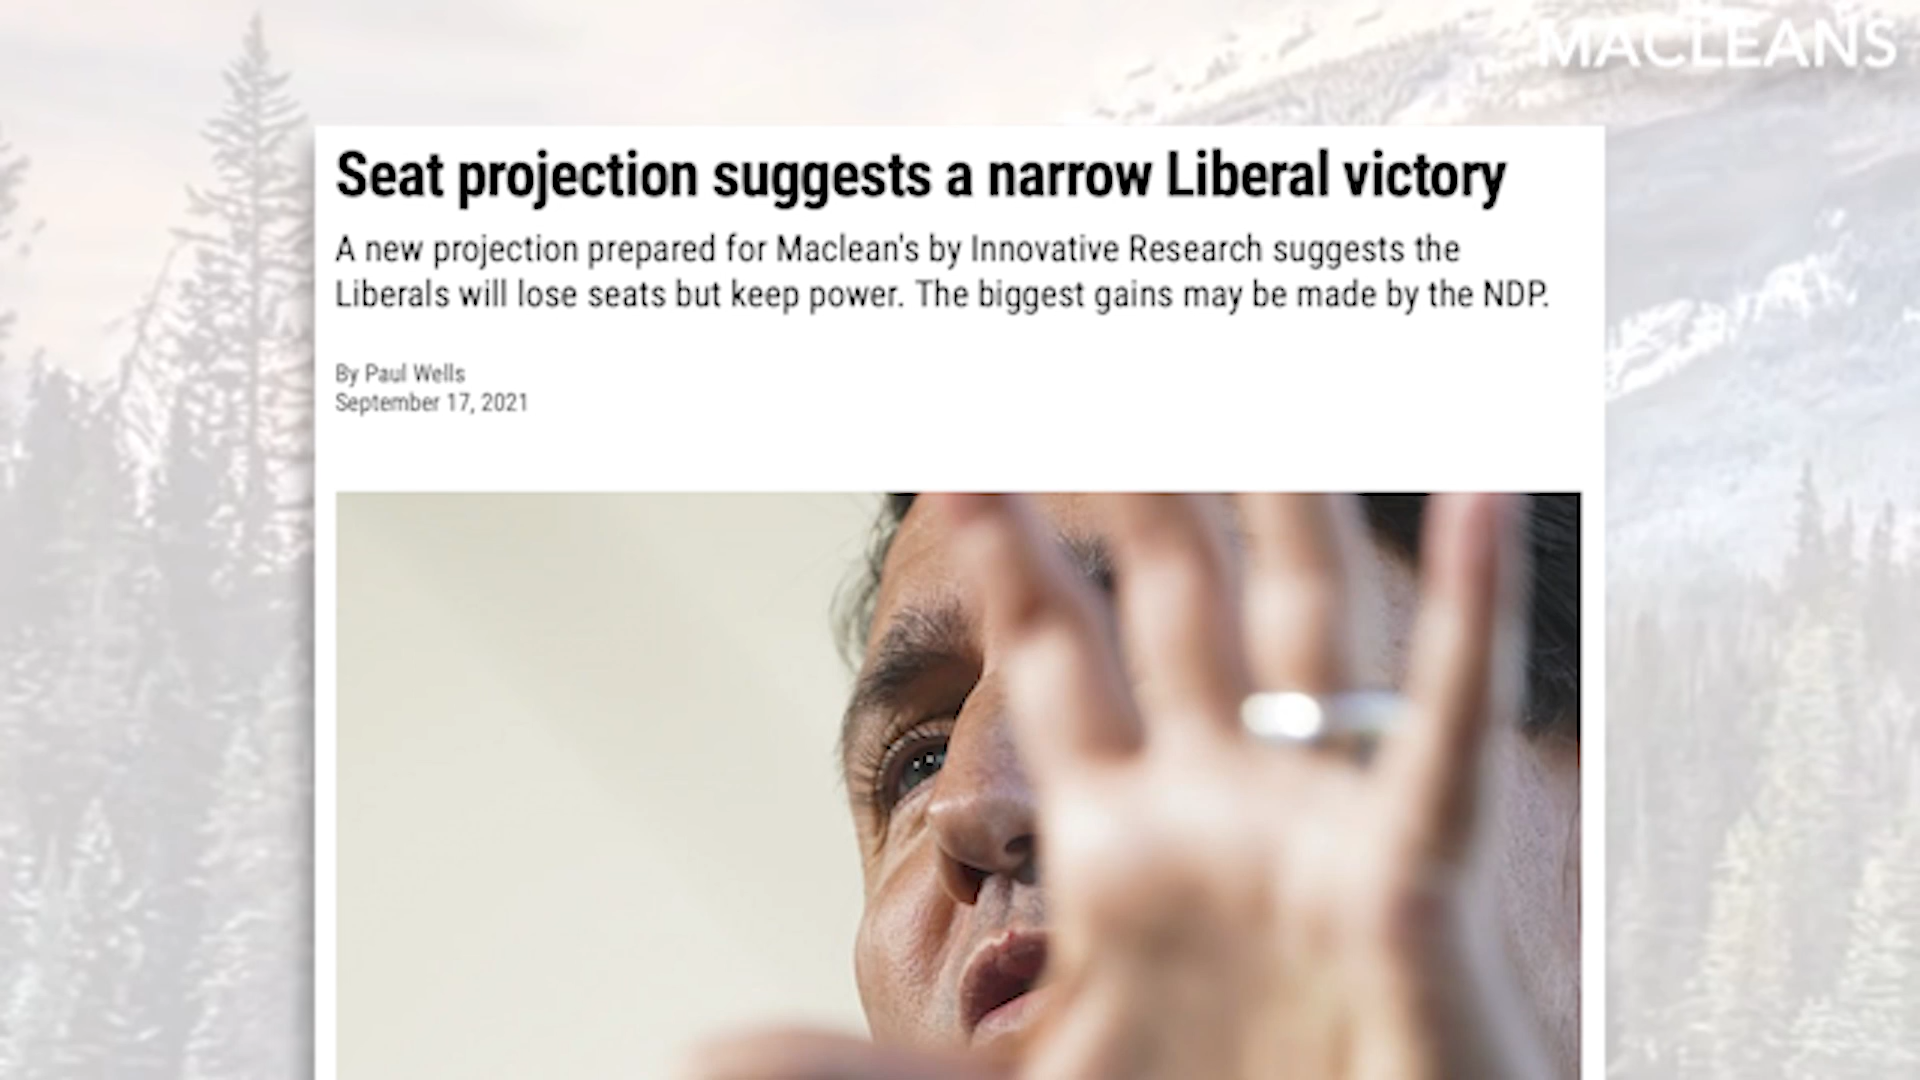 MACLEANS
Seat projection suggests a narrow Liberal victory
A new projection prepared for Maclean's by Innovative Research suggests the
Liberals will lose seats but keep power. The biggest gains may be made by the NDP.
By Paul Wells
September 17, 2021